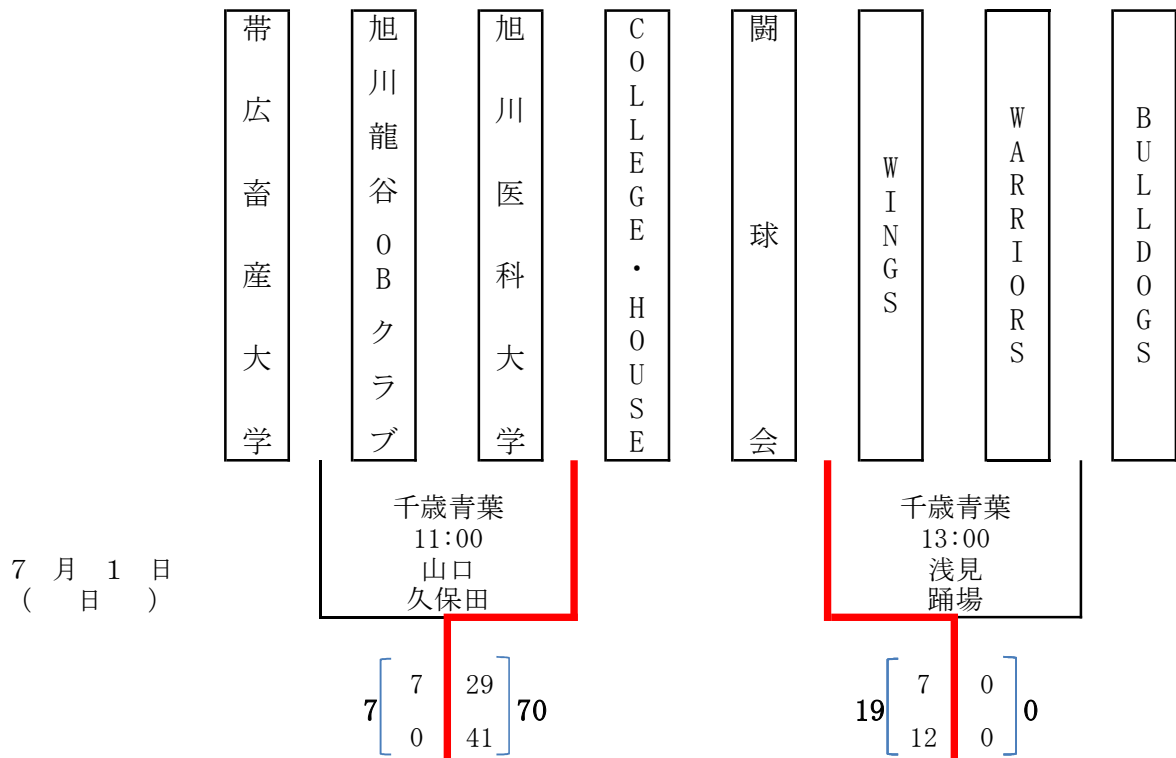 帯広畜産大学
旭川龍谷OBクラブ
旭川医科大学
COLLEGE・HOUSE
闘球会
WINGS
WARRIORS
BULLDOGS
千歳青葉
11:00
山口
久保田
千歳青葉
13:00
浅見
踊場
7 月 1 日
( 日 )
7 7 29 70
0 41
19 7 0 0
12 0